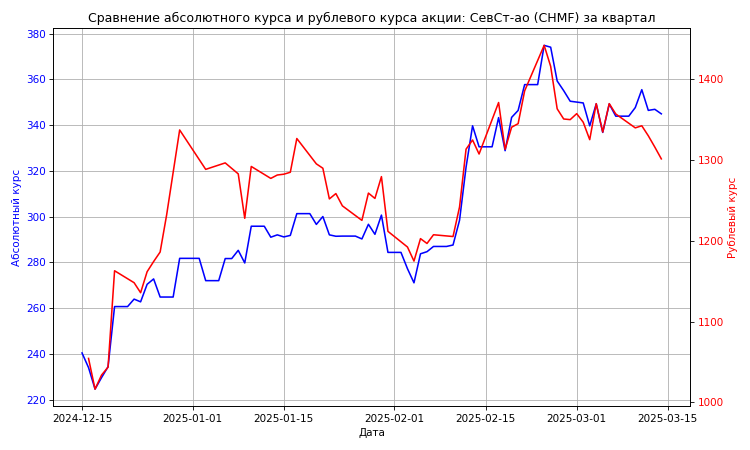 Сравнение абсолютного курса и рублевого курса акции: СевСт-ао (CHMF) за квартал
380
360
340
320
300
280
260
240
220
Абсолютный курс
1400
1300
1200
1100
1000
Рублевый курс
2024-12-15 2025-01-01 2025-01-15 2025-02-01 2025-02-15 2025-03-01 2025-03-15
Дата